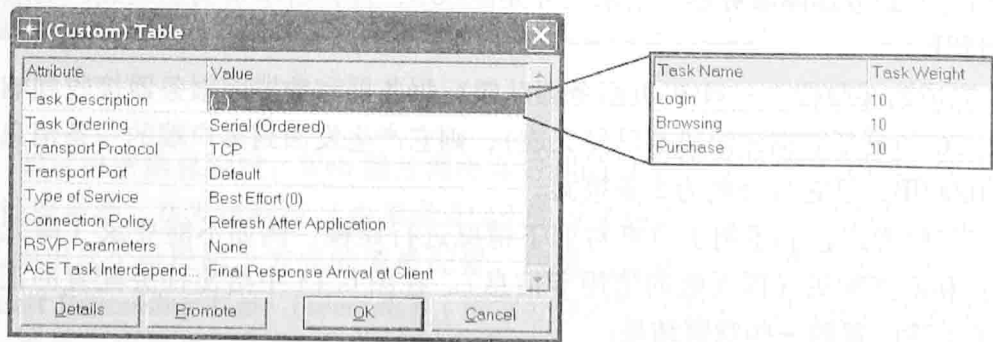 (Custom) Table
Attribute Value
Task Description (...)
Task Ordering Serial (Ordered)
Transport Protocol TCP
Transport Port Default
Type of Service Best Effort (0)
Connection Policy Refresh After Application
RSVP Parameters None
ACE Task Interdepend... Final Response Arrival at Client
Details Promote OK Cancel
Task Name Task Weight
Login 10
Browsing 10
Purchase 10